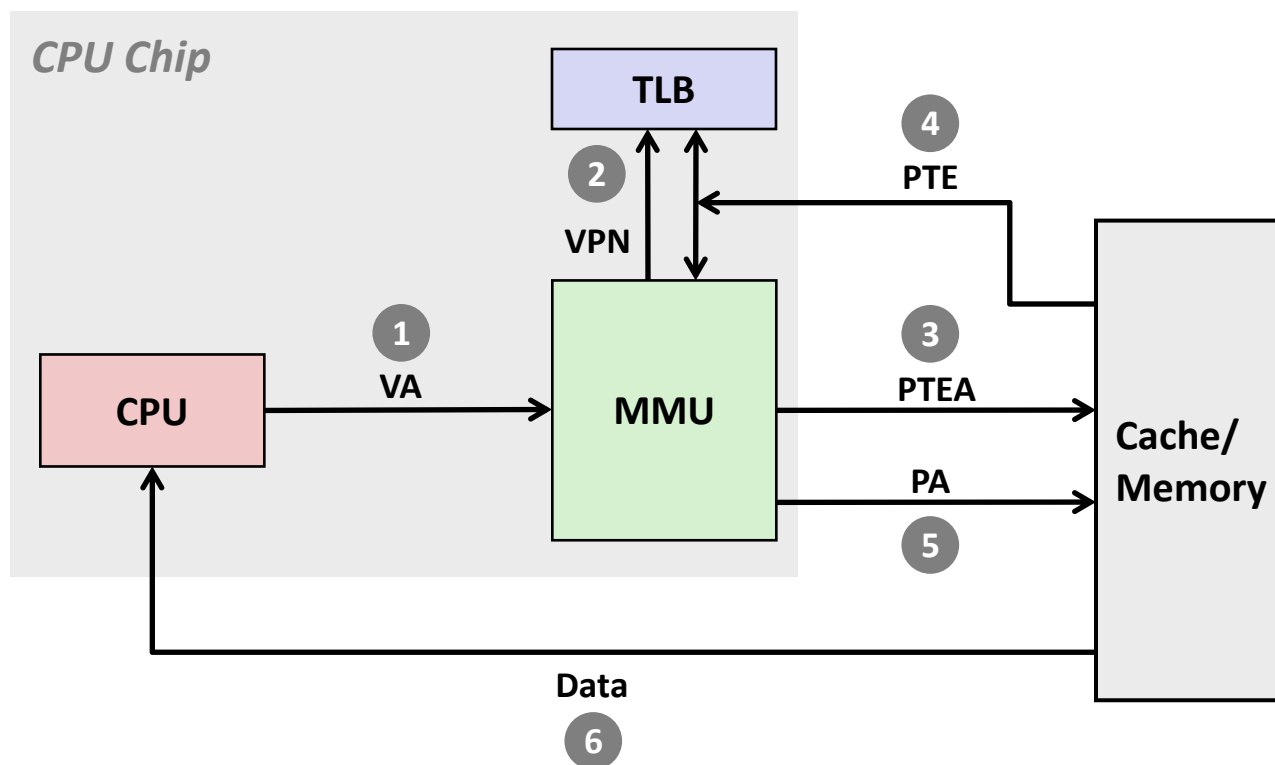 CPU Chip
TLB
4
PTE
2
VPN
1
VA
3
PTEA
CPU
MMU
Cache/
Memory
PA
5
Data
6